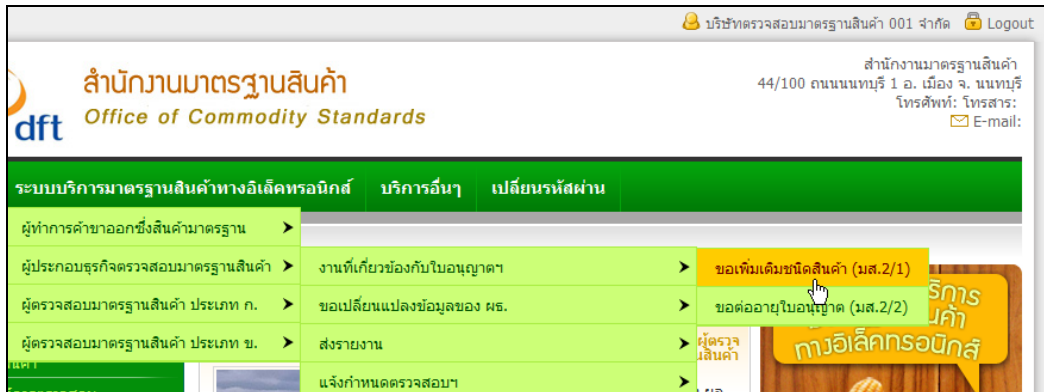 บริษัทตรวจสอบมาตรฐานสินค้า 001 จำกัด Logout
สำนักงานมาตรฐานสินค้า
Office of Commodity Standards
dft
สำนักงานมาตรฐานสินค้า
44/100 ถนนนนทบุรี 1 อ. เมือง จ. นนทบุรี
โทรศัพท์: โทรสาร:
E-mail:
ระบบบริการมาตรฐานสินค้าทางอิเล็คทรอนิกส์ บริการอื่นๆ เปลี่ยนรหัสผ่าน
ผู้ทำการค้าขาออกซึ่งสินค้ามาตรฐาน
ผู้ประกอบธุรกิจตรวจสอบมาตรฐานสินค้า
ผู้ตรวจสอบมาตรฐานสินค้า ประเภท ก.
ผู้ตรวจสอบมาตรฐานสินค้า ประเภท ข.
งานที่เกี่ยวข้องกับใบอนุญาตฯ
ขอเปลี่ยนแปลงข้อมูลของ ผธ.
ส่งรายงาน
แจ้งกำหนดตรวจสอบฯ
ขอเพิ่มเติมชนิดสินค้า (มส.2/1)
ขอต่ออายุใบอนุญาต (มส.2/2)
ผู้ตรวจ
ทางอิเล็กทรอนิกส์